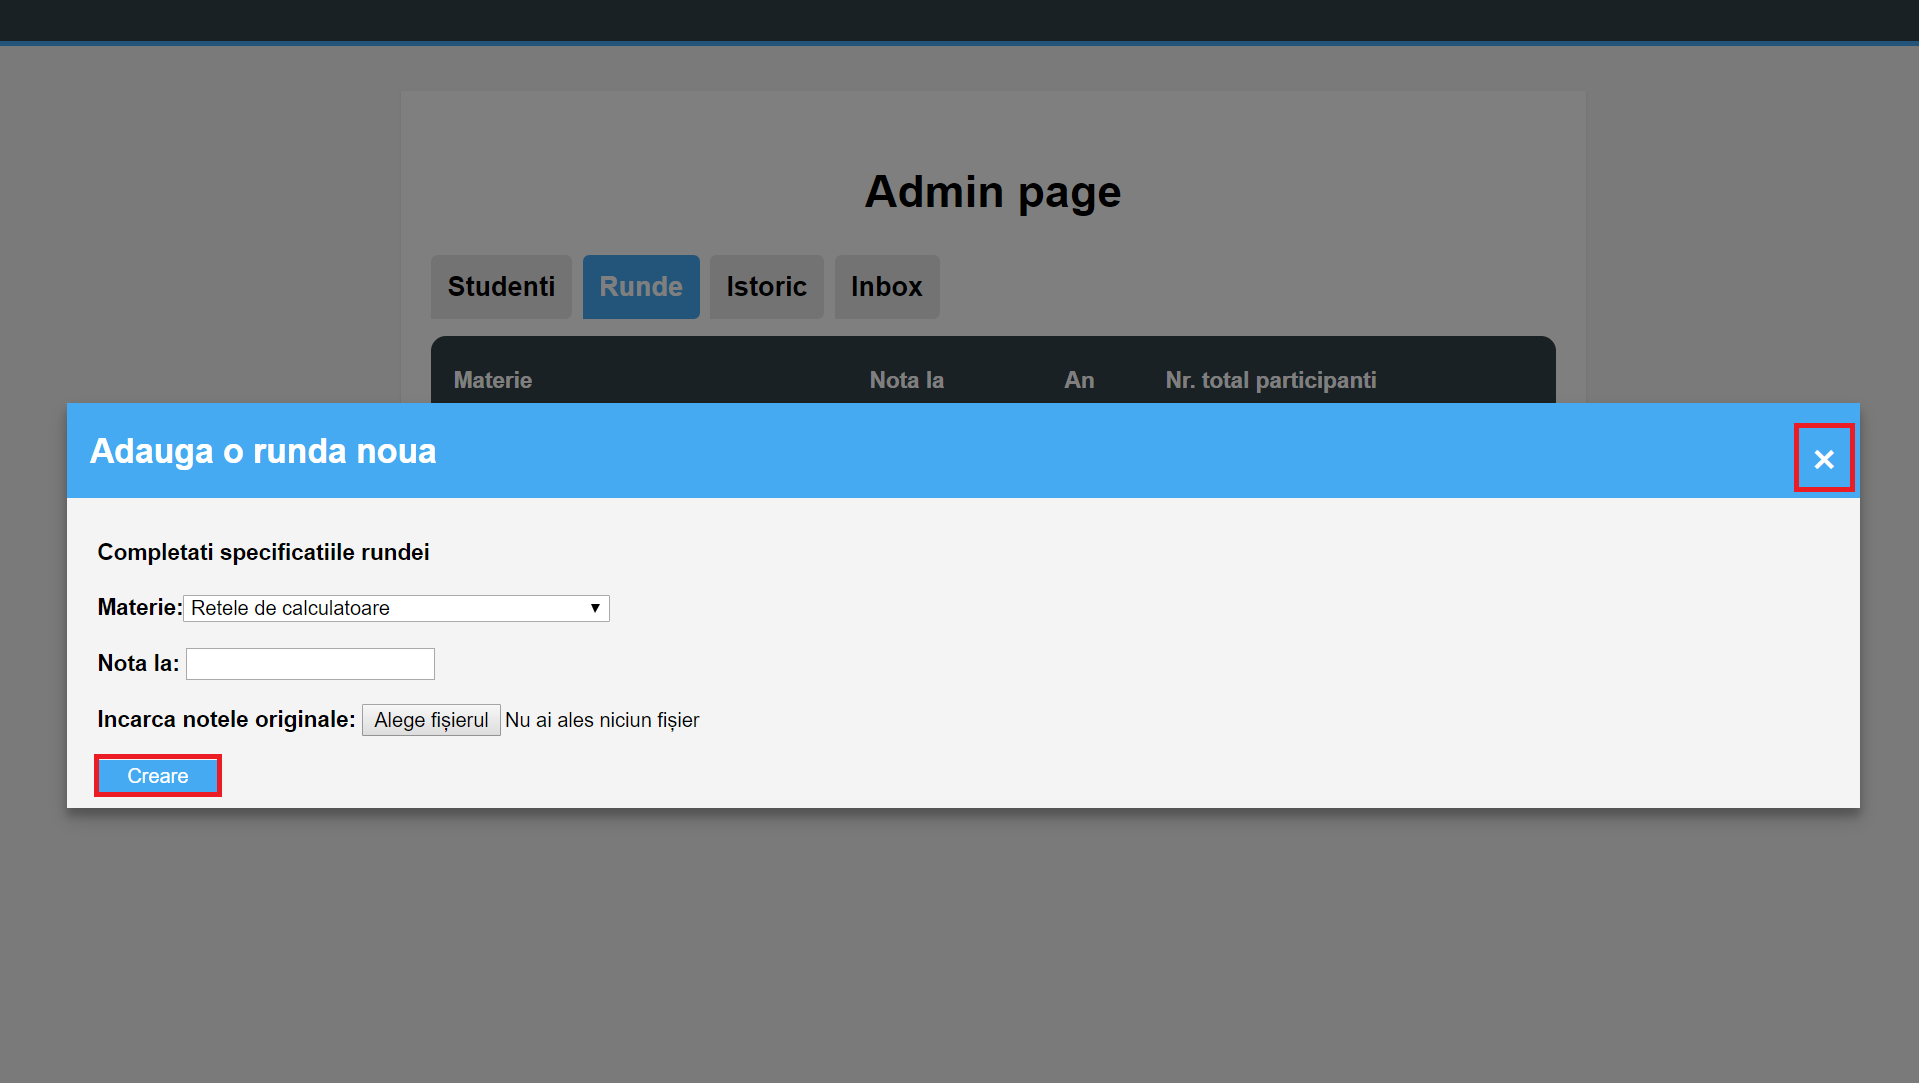 Admin page
Studenti Runde Istoric Inbox
Materie Nota la An Nr. total participanti
Adauga o runda noua ×
Completati specificatiile rundei
Materie: Retele de calculatoare ▼
Nota la:
Incarca notele originale: Alege fișierul Nu ai ales niciun fișier
Creare